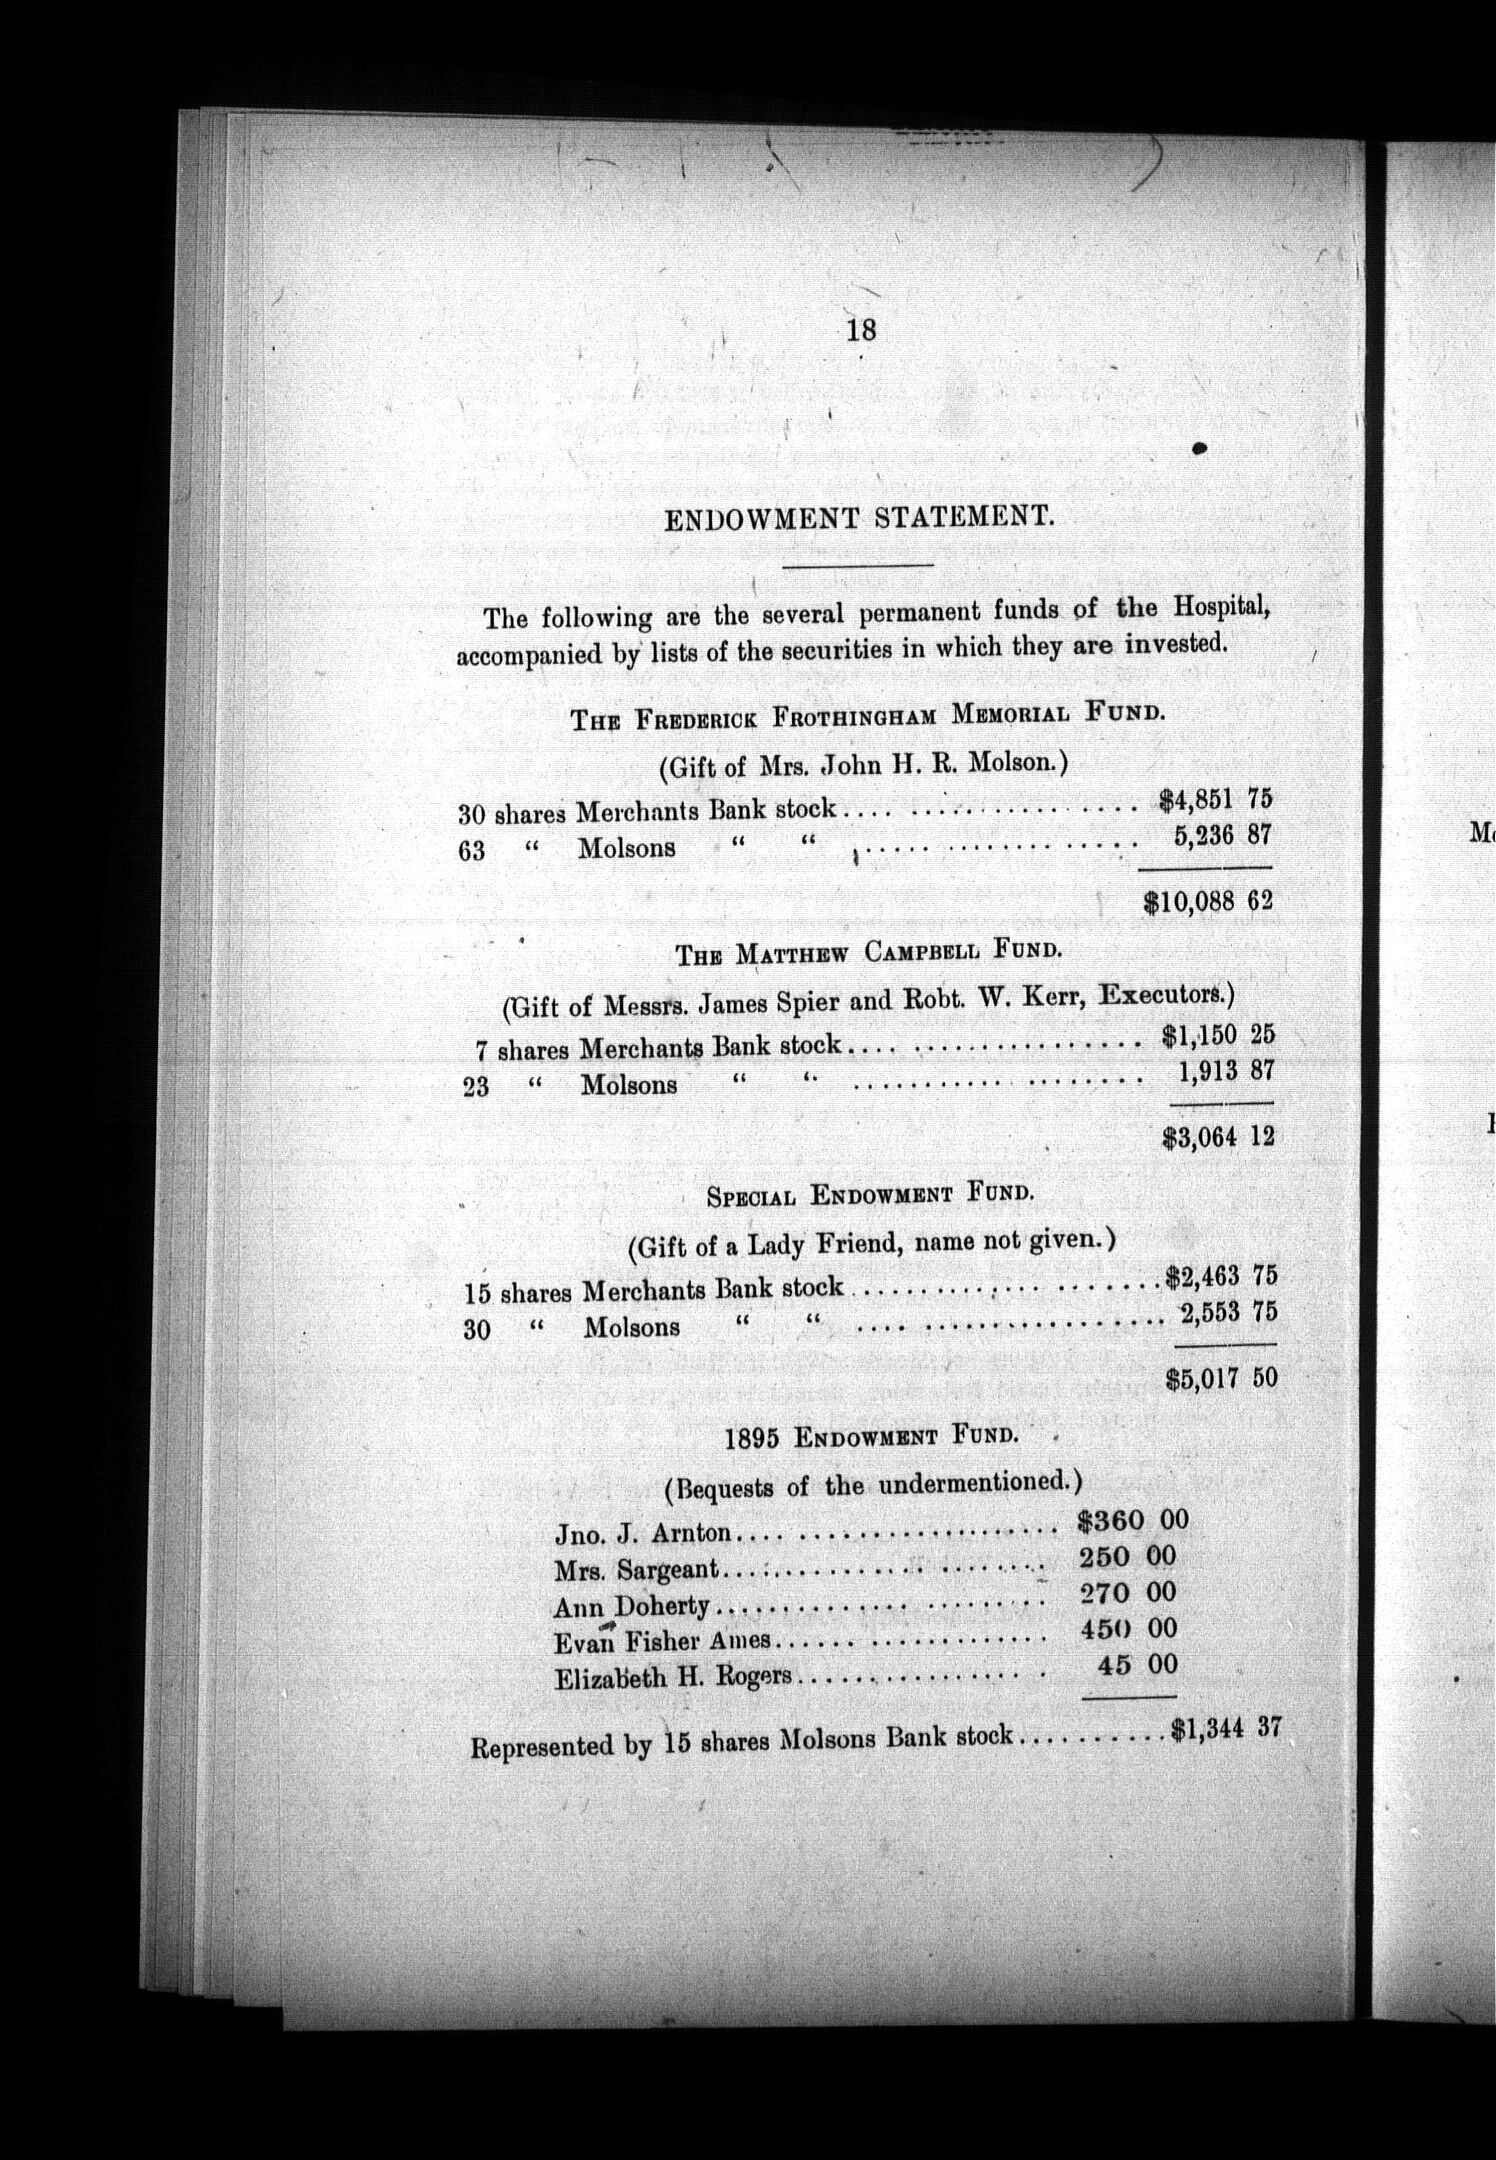 18
ENDOWMENT STATEMENT.
The following are the several permanent funds of the Hospital,
accompanied by lists of the securities in which they are invested.
THE FREDERICK FROTHINGHAM MEMORIAL FUND.
(Gift of Mrs. John H. R. Molson.)
30 shares Merchants Bank stock.... ................ $4,851 75
63 “ Molsons “ “ ..... ............. 5,236 87
$10,088 62
THE MATTHEW CAMPBELL FUND.
(Gift of Messrs. James Spier and Robt. W. Kerr, Executors.)
7 shares Merchants Bank stock.... ................ $1,150 25
23 “ Molsons “ “ ........... ........ 1,913 87
$3,064 12
SPECIAL ENDOWMENT FUND.
(Gift of a Lady Friend, name not given.)
15 shares Merchants Bank stock ............. ........$2,463 75
30 “ Molsons “ “ .... ................. 2,553 75
$5,017 50
1895 ENDOWMENT FUND.
(Bequests of the undermentioned.)
Jno. J. Arnton.... ................... $360 00
Mrs. Sargeant............... ........ 250 00
Ann Doherty.............. ......... 270 00
Evan Fisher Ames...... ............. 450 00
Elizabeth H. Rogers................ . 45 00
Represented by 15 shares Molsons Bank stock...........$1,344 37